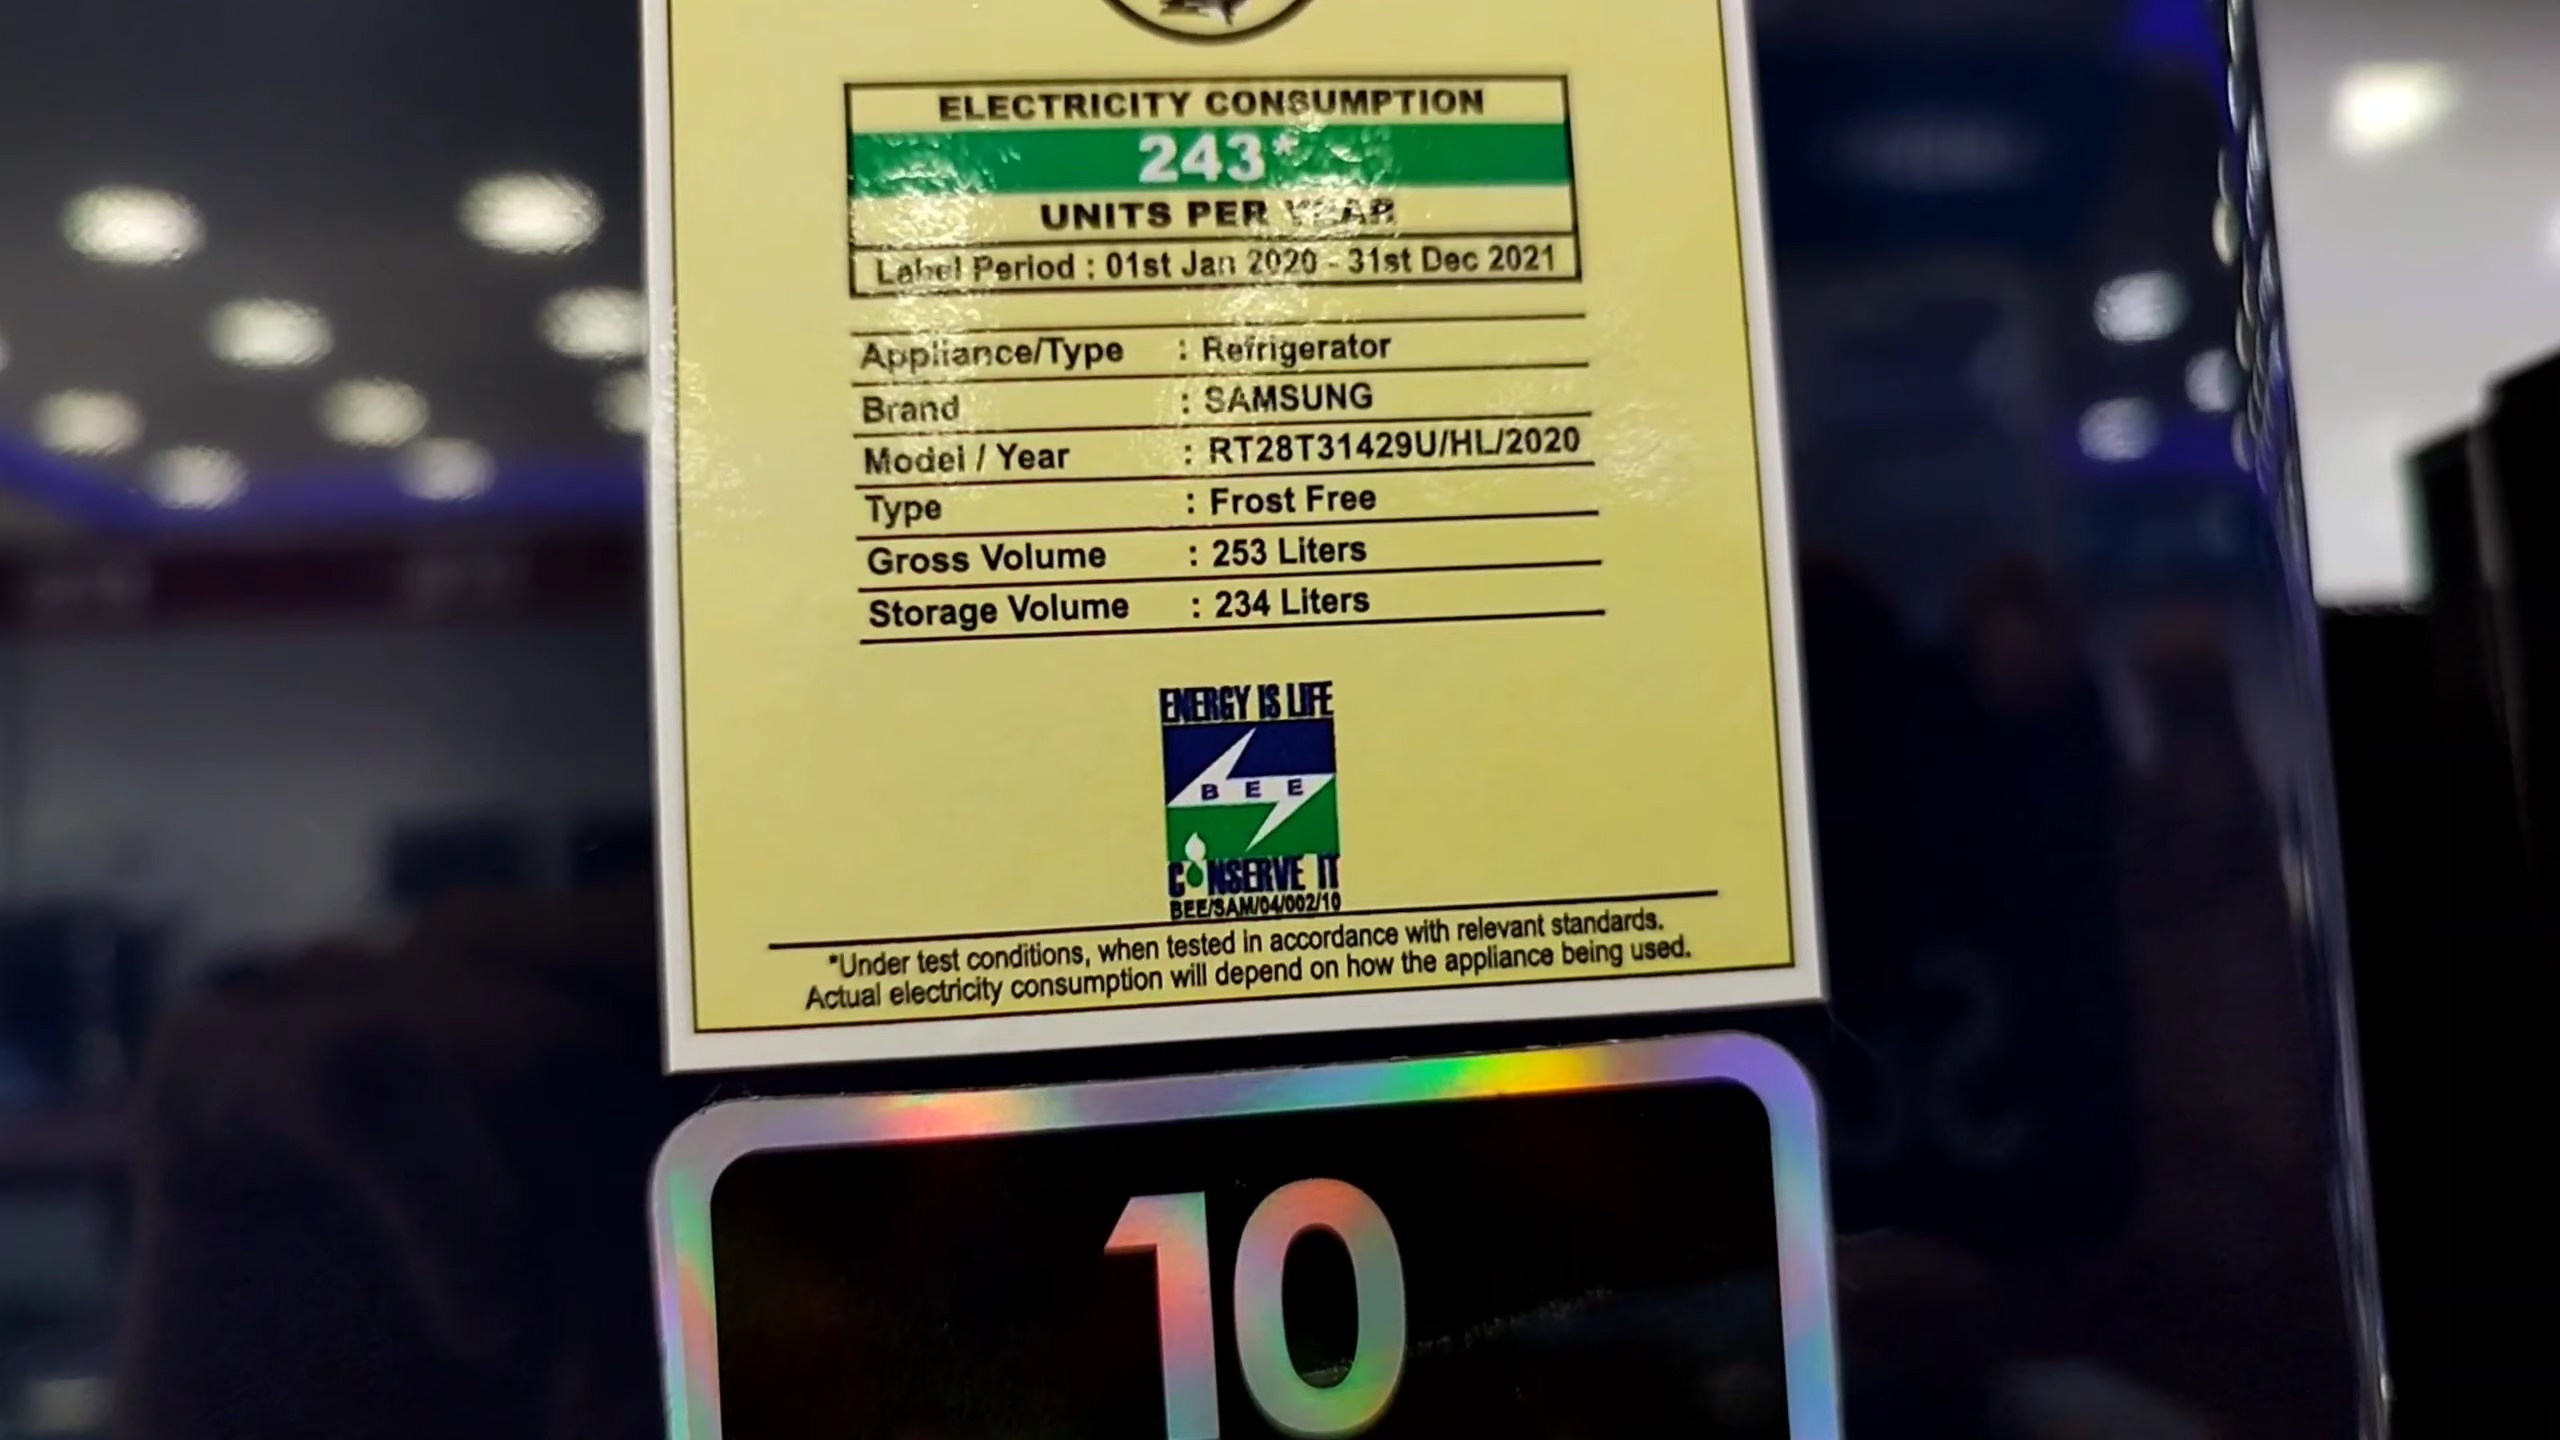 ELECTRICITY CONSUMPTION
243*
UNITS PER YEAR
Label Period : 01st Jan 2020 - 31st Dec 2021
Appliance/Type : Refrigerator
Brand : SAMSUNG
Model / Year : RT28T31429U/HL/2020
Type : Frost Free
Gross Volume : 253 Liters
Storage Volume : 234 Liters
ENERGY IS LIFE
BEE
CONSERVE IT
BEE/SAM/04/002/10
*Under test conditions, when tested in accordance with relevant standards.
Actual electricity consumption will depend on how the appliance being used.
10